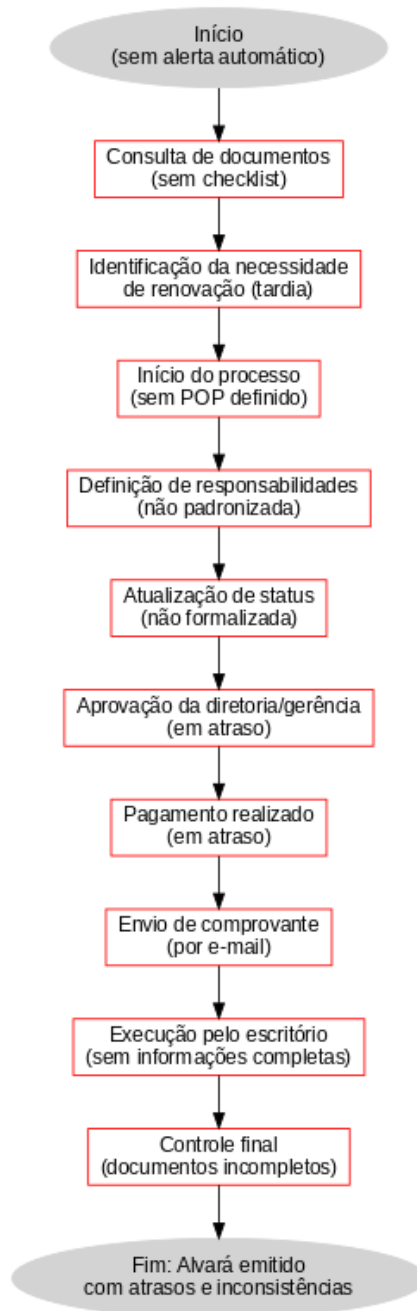 Início
(sem alerta automático)
Consulta de documentos
(sem checklist)
Identificação da necessidade
de renovação (tardia)
Início do processo
(sem POP definido)
Definição de responsabilidades
(não padronizada)
Atualização de status
(não formalizada)
Aprovação da diretoria/gerência
(em atraso)
Pagamento realizado
(em atraso)
Envio de comprovante
(por e-mail)
Execução pelo escritório
(sem informações completas)
Controle final
(documentos incompletos)
Fim: Alvará emitido
com atrasos e inconsistências